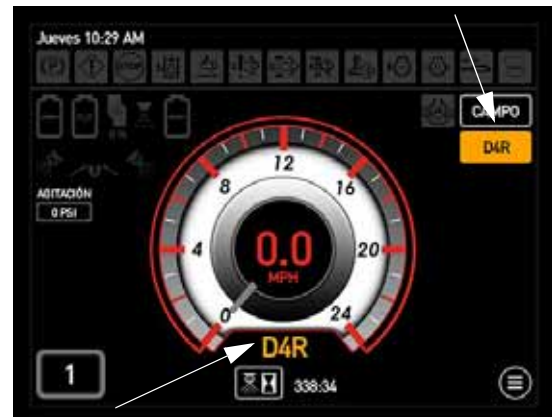 Jueves 10:29 AM
(P)
STOP
CAMPO
D4R
AGITACIÓN
0 PSI
0
4
8
12
16
20
24
0.0
MPH
D4R
1
338:34